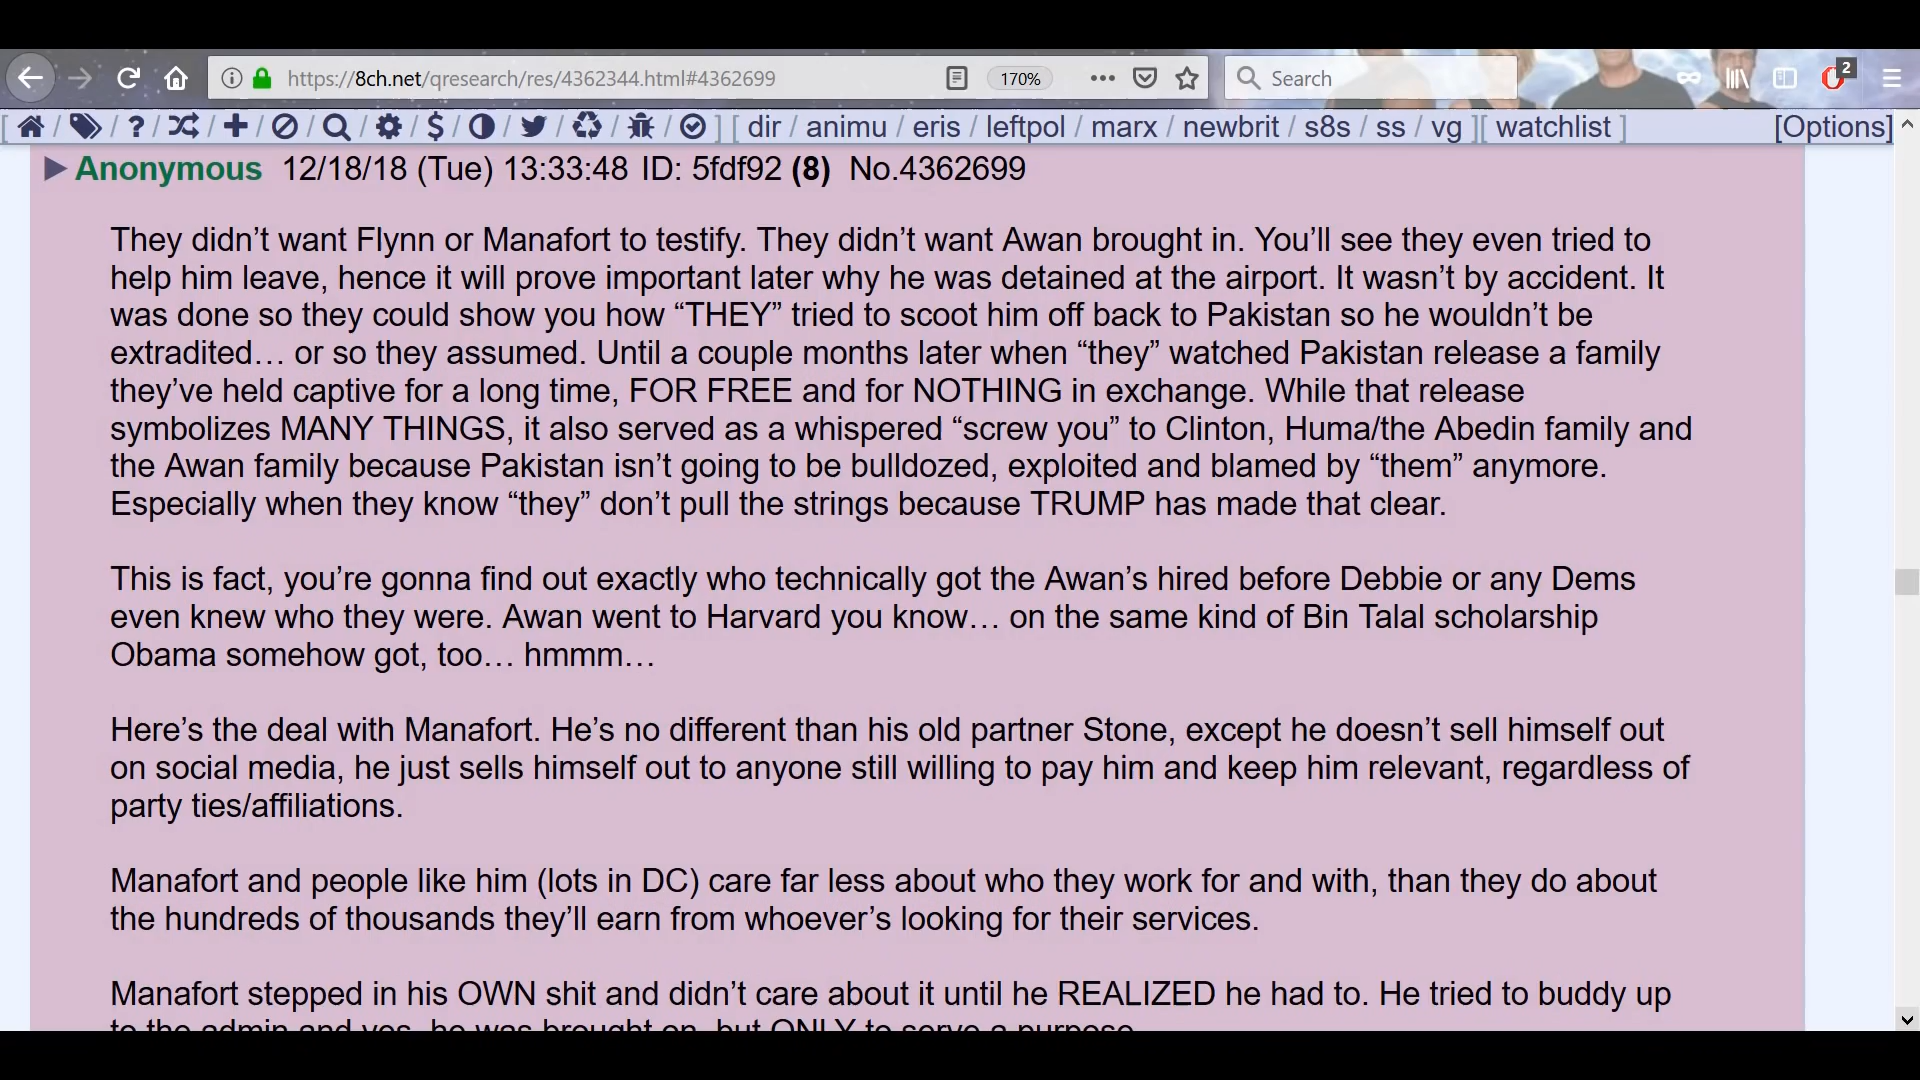 https://8ch.net/qresearch/res/4362344.html#4362699
170%
Search
2
[ / / ? / / + / / / / $ / / / / / ] [ dir / animu / eris / leftpol / marx / newbrit / s8s / ss / vg ][ watchlist ]
[Options]
Anonymous 12/18/18 (Tue) 13:33:48 ID: 5fdf92 (8) No.4362699
They didn’t want Flynn or Manafort to testify. They didn’t want Awan brought in. You’ll see they even tried to
help him leave, hence it will prove important later why he was detained at the airport. It wasn’t by accident. It
was done so they could show you how “THEY” tried to scoot him off back to Pakistan so he wouldn’t be
extradited… or so they assumed. Until a couple months later when “they” watched Pakistan release a family
they’ve held captive for a long time, FOR FREE and for NOTHING in exchange. While that release
symbolizes MANY THINGS, it also served as a whispered “screw you” to Clinton, Huma/the Abedin family and
the Awan family because Pakistan isn’t going to be bulldozed, exploited and blamed by “them” anymore.
Especially when they know “they” don’t pull the strings because TRUMP has made that clear.
This is fact, you’re gonna find out exactly who technically got the Awan’s hired before Debbie or any Dems
even knew who they were. Awan went to Harvard you know… on the same kind of Bin Talal scholarship
Obama somehow got, too… hmmm…
Here’s the deal with Manafort. He’s no different than his old partner Stone, except he doesn’t sell himself out
on social media, he just sells himself out to anyone still willing to pay him and keep him relevant, regardless of
party ties/affiliations.
Manafort and people like him (lots in DC) care far less about who they work for and with, than they do about
the hundreds of thousands they’ll earn from whoever’s looking for their services.
Manafort stepped in his OWN shit and didn’t care about it until he REALIZED he had to. He tried to buddy up
to the admin and yes, he was brought on, but ONLY to serve a purpose